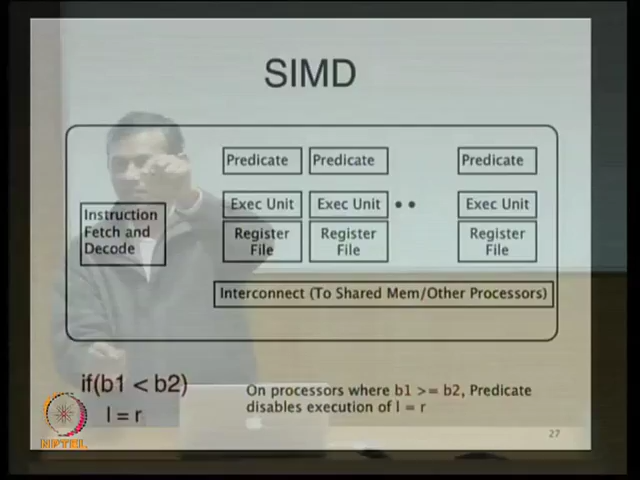 SIMD
Predicate Predicate Predicate
Instruction
Fetch and
Decode
Exec Unit Exec Unit Exec Unit
Register
File
Register
File
Register
File
Interconnect (To Shared Mem/Other Processors)
if(b1 < b2)
l = r
On processors where b1 >= b2, Predicate
disables execution of l = r
NPTEL
27